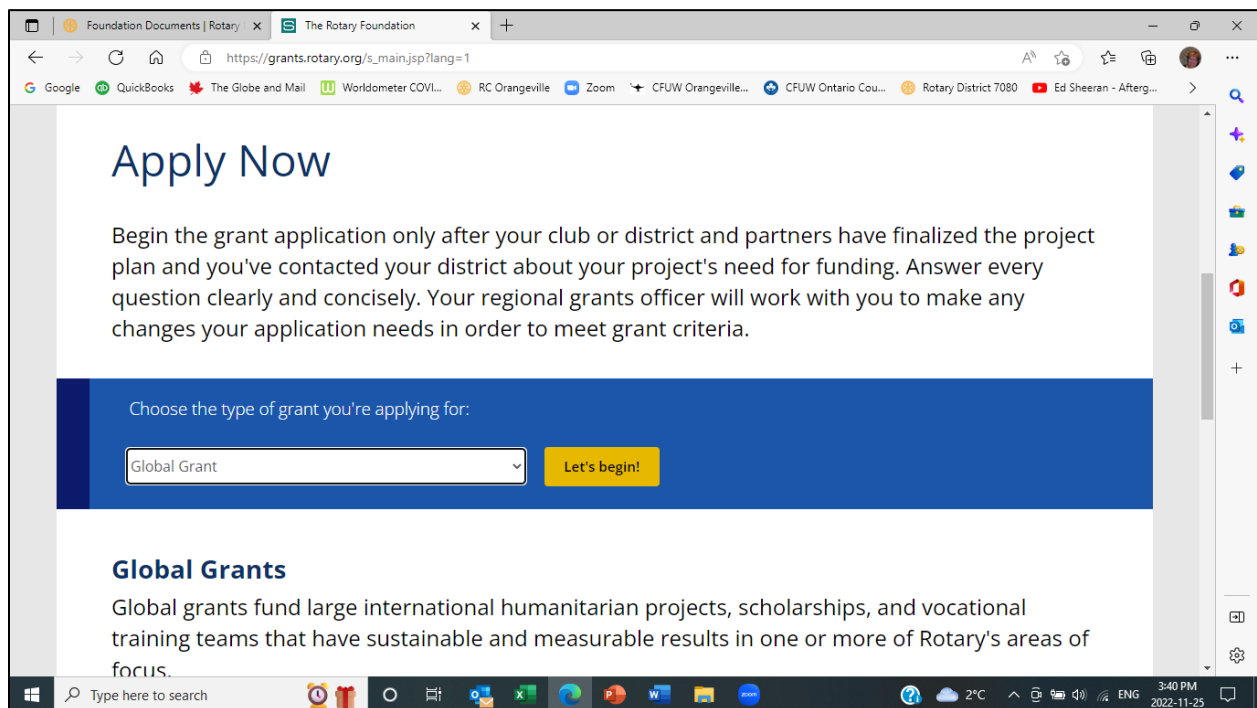 Foundation Documents | Rotary
The Rotary Foundation
https://grants.rotary.org/s_main.jsp?lang=1
Google
QuickBooks
The Globe and Mail
Worldometer COVI...
RC Orangeville
Zoom
CFUW Orangeville...
CFUW Ontario Cou...
Rotary District 7080
Ed Sheeran - Afterg...
Apply Now
Begin the grant application only after your club or district and partners have finalized the project
plan and you've contacted your district about your project's need for funding. Answer every
question clearly and concisely. Your regional grants officer will work with you to make any
changes your application needs in order to meet grant criteria.
Choose the type of grant you're applying for:
Global Grant
Let's begin!
Global Grants
Global grants fund large international humanitarian projects, scholarships, and vocational
training teams that have sustainable and measurable results in one or more of Rotary's areas of
focus.
Type here to search
2°C
ENG
3:40 PM
2022-11-25